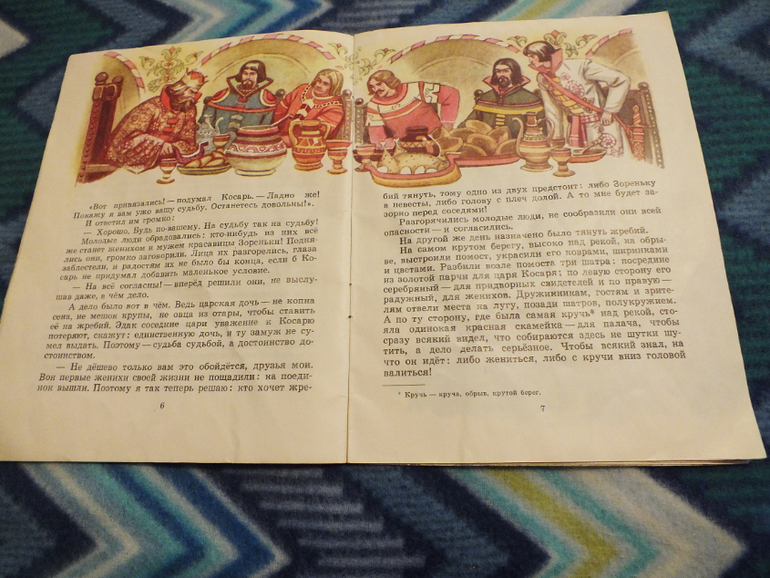 «Вот привязались! — подумал Косарь. — Ладно же!
Покажу я вам ужо вашу судьбу. Останетесь довольны!».
И ответил им громко:
— Хорошо. Будь по-вашему. На судьбу так на судьбу!
Молодые люди обрадовались: кто-нибудь из них всё
же станет женихом и мужем красавицы Зореньки! Подня-
лись они, громко заговорили. Лица их разгорелись, глаза
заблестели, и радостям их не было бы конца, если б Ко-
сарь не придумал добавить маленькое условие.
— На всё согласны! — вперёд решили они, не выслу-
шав даже, в чём дело.
А дело было вот в чём. Ведь царская дочь — не копна
сена, не мешок крупы, не овца из отары, чтобы ставить
её на жребий. Эдак соседские цари уважение к Косарю
потеряют, скажут: единственную дочь, и ту замуж не су-
мел выдать. Поэтому — судьба судьбой, а достоинство до-
стоинством.
— Не дёшево только вам это обойдётся, друзья мои.
Вон первые женихи своей жизни не пощадили: на поеди-
нок вышли. Поэтому я так теперь решаю: кто хочет жре-
6
бий тянуть, тому одно из двух предстоит: либо Зореньку
в невесты, либо голову с плеч долой. А то мне будет за-
зорно перед соседями!
Разгорячились молодые люди, не сообразили они всей
опасности — и согласились.
На другой же день назначено было тянуть жребий.
На самом крутом берегу, высоко над рекой, на обры-
ве, выстроили помост, украсили его коврами, ширинками
и цветами. Разбили возле помоста три шатра: посредине
из золотой парчи для царя Косаря; по левую сторону его
серебряный — для придворных свидетелей и по правую —
радужный, для женихов. Дружинникам, гостям и зрите-
лям отвели места на лугу, позади шатров, полукружием.
А по ту сторону, где была самая кручь* над рекой, сто-
яла одинокая красная скамейка — для палача, чтобы
сразу всякий видел, что собираются здесь не шутки шу-
тить, а дело делать серьёзное. Чтобы всякий знал, на
что он идёт: либо жениться, либо с кручи вниз головой
валиться!
* Кручь — круча, обрыв, крутой берег.
7